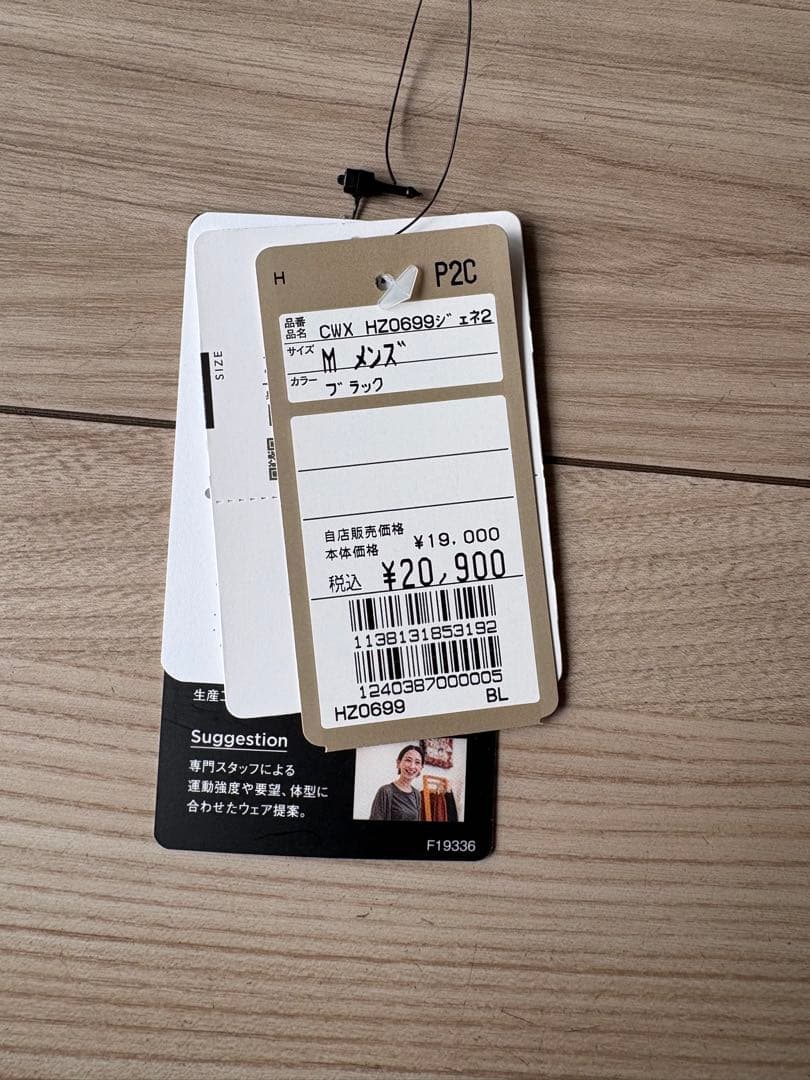 H
P2C
品番
品名
CWX HZ0699ジェネ2
サイズ
M メンズ
カラー
ブラック
自店販売価格
本体価格 ¥19.000
税込 ¥20,900
1138131853192
1240387000005
HZ0699 BL
SIZE
生産
Suggestion
専門スタッフによる
運動強度や要望、体型に
合わせたウェア提案。
F19336